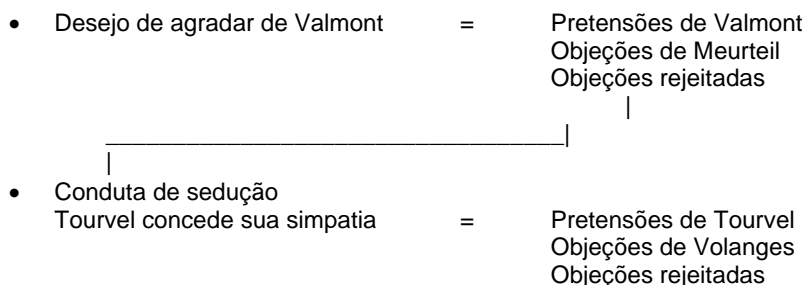 • Desejo de agradar de Valmont = Pretensões de Valmont
Objeções de Meurteil
Objeções rejeitadas
• Conduta de sedução
Tourvel concede sua simpatia = Pretensões de Tourvel
Objeções de Volanges
Objeções rejeitadas